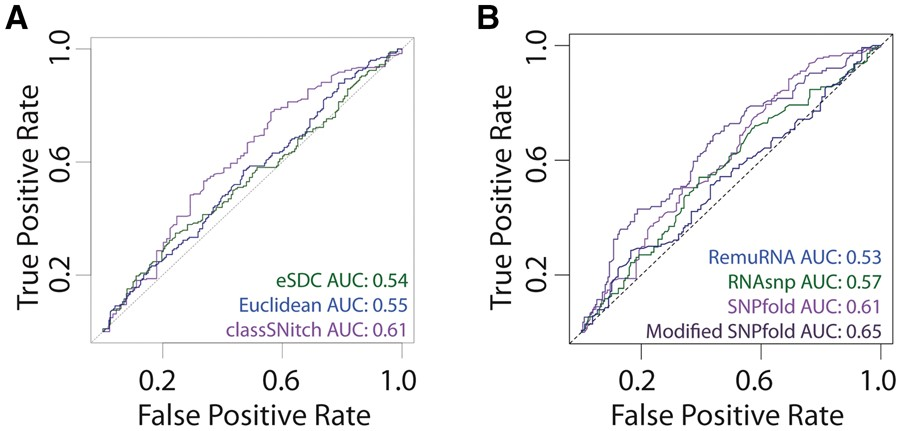 A
True Positive Rate
1.0
0.6
0.2
eSDC AUC: 0.54
Euclidean AUC: 0.55
classSNitch AUC: 0.61
0.2 0.6 1.0
False Positive Rate
B
True Positive Rate
1.0
0.6
0.2
RemuRNA AUC: 0.53
RNAsnp AUC: 0.57
SNPfold AUC: 0.61
Modified SNPfold AUC: 0.65
0.2 0.6 1.0
False Positive Rate